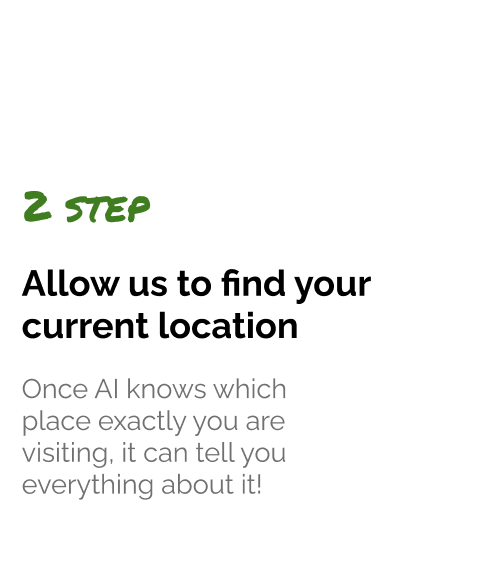 2 STEP
Allow us to find your
current location
Once AI knows which
place exactly you are
visiting, it can tell you
everything about it!